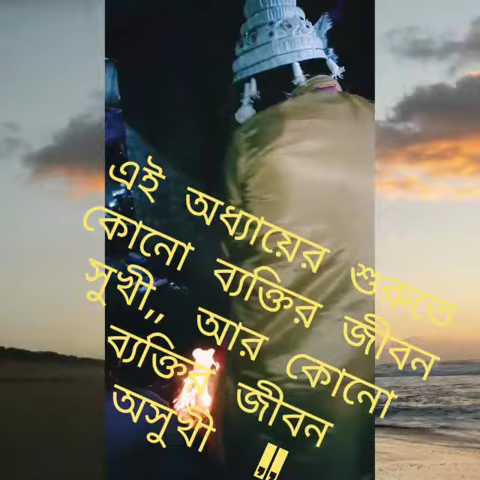 এই অধ্যায়ের শুরুতে
কোনো ব্যক্তির জীবন
সুখী,, আর কোনো
ব্যক্তির জীবন
অসুখী !!